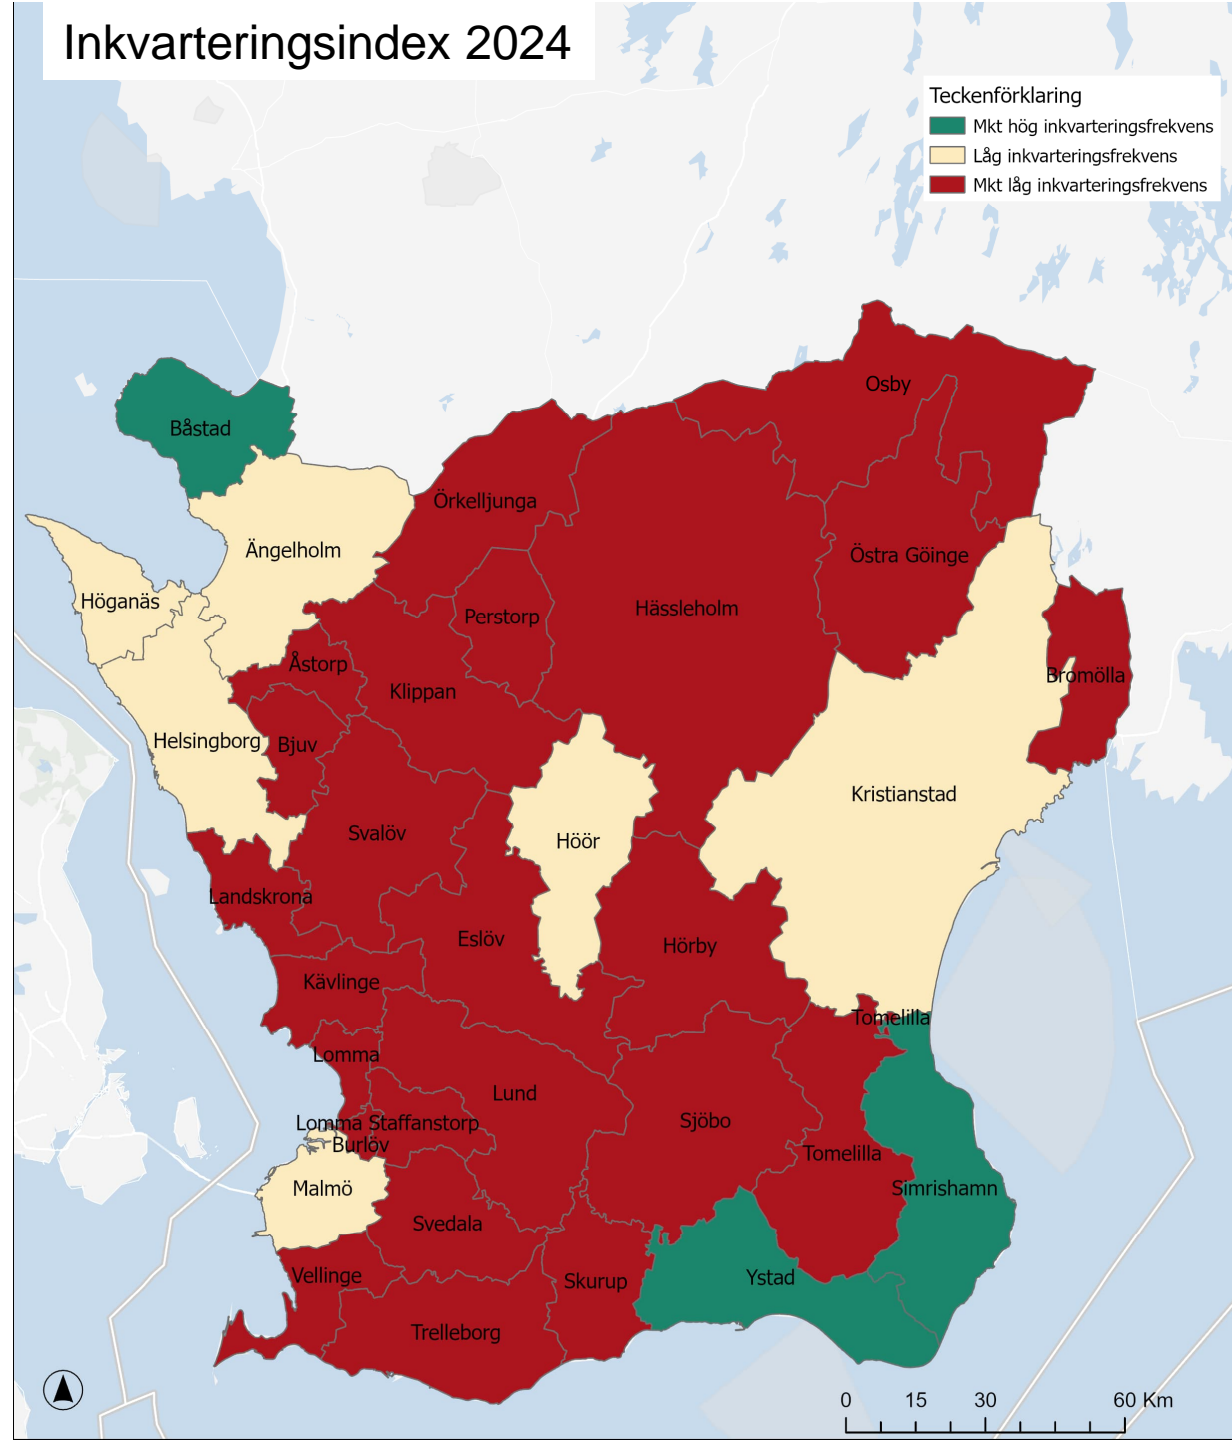 Inkvarteringsindex 2024
Teckenförklaring
Mkt hög inkvarteringsfrekvens
Låg inkvarteringsfrekvens
Mkt låg inkvarteringsfrekvens
Osby
Båstad
Örkelljunga
Ängelholm
Östra Göinge
Höganäs
Perstorp
Hässleholm
Åstorp
Klippan
Bromölla
Helsingborg
Bjuv
Kristianstad
Svalöv
Höör
Landskrona
Eslöv
Hörby
Kävlinge
Tomelilla
Lomma
Lund
Lomma Staffanstorp
Sjöbo
Burlöv
Tomelilla
Malmö
Simrishamn
Svedala
Vellinge
Skurup
Ystad
Trelleborg
0 15 30 60 Km